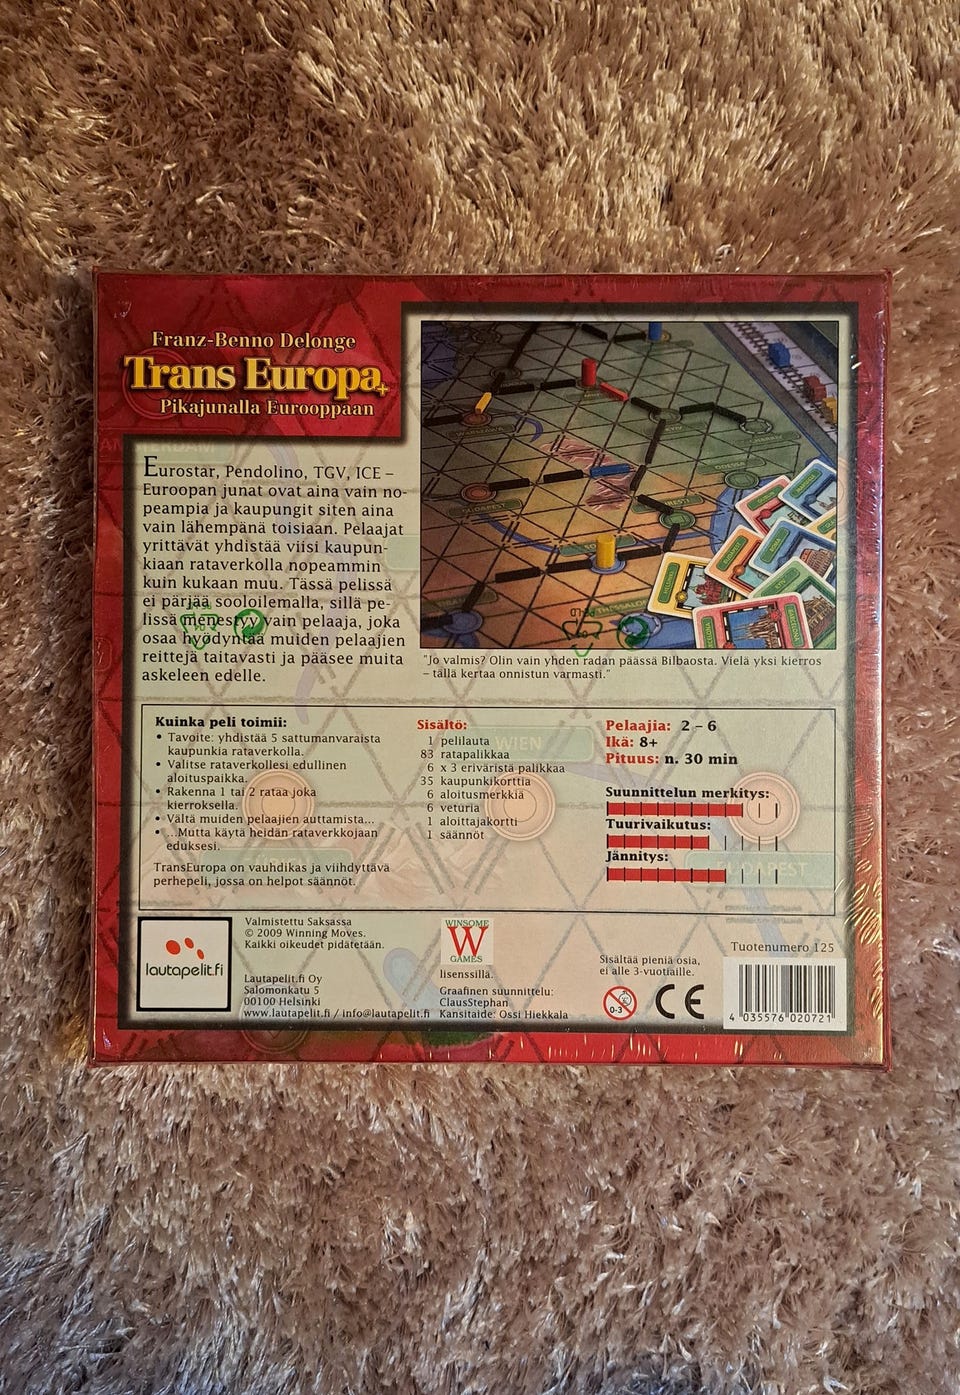 Franz-Benno Delonge
Trans Europa+
Pikajunalla Eurooppaan
AMSTERDAM
Eurostar, Pendolino, TGV, ICE –
Euroopan junat ovat aina vain no-
peampia ja kaupungit siten aina
vain lähempänä toisiaan. Pelaajat
yrittävät yhdistää viisi kaupun-
kiaan rataverkolla nopeammin
kuin kukaan muu. Tässä pelissä
ei pärjää sooloilemalla, sillä pe-
lissä menestyy vain pelaaja, joka
osaa hyödyntää muiden pelaajien
reittejä taitavasti ja pääsee muita
askeleen edelle.
ODESSA
BUDAPEST
"Jo valmis? Olin vain yhden radan päässä Bilbaosta. Vielä yksi kierros
– tällä kertaa onnistun varmasti."
Kuinka peli toimii:
• Tavoite: yhdistää 5 sattumanvaraista
kaupunkia rataverkolla.
• Valitse rataverkollesi edullinen
aloituspaikka.
• Rakenna 1 tai 2 rataa joka
kierroksella.
• Vältä muiden pelaajien auttamista...
• ...Mutta käytä heidän rataverkkojaan
eduksesi.
TransEuropa on vauhdikas ja viihdyttävä
perhepeli, jossa on helpot säännöt.
Sisältö:
1 pelilauta
83 ratapalikkaa
6 x 3 eriväristä palikkaa
35 kaupunkikorttia
6 aloitusmerkkiä
6 veturia
1 aloittajakortti
1 säännöt
WIEN
Pelaajia: 2 – 6
Ikä: 8+
Pituus: n. 30 min
Suunnittelun merkitys:
Tuurivaikutus:
Jännitys:
BUDAPEST
lautapelit.fi
Valmistettu Saksassa
© 2009 Winning Moves.
Kaikki oikeudet pidätetään.
Lautapelit.fi Oy
Salomonkatu 5
00100 Helsinki
www.lautapelit.fi / info@lautapelit.fi
WINSOME
W
GAMES
lisenssillä.
Graafinen suunnittelu:
ClausStephan
Kansitaide: Ossi Hiekkala
Sisältää pieniä osia,
ei alle 3-vuotiaille.
0-3
CE
Tuotenumero 125
4 035576 020721